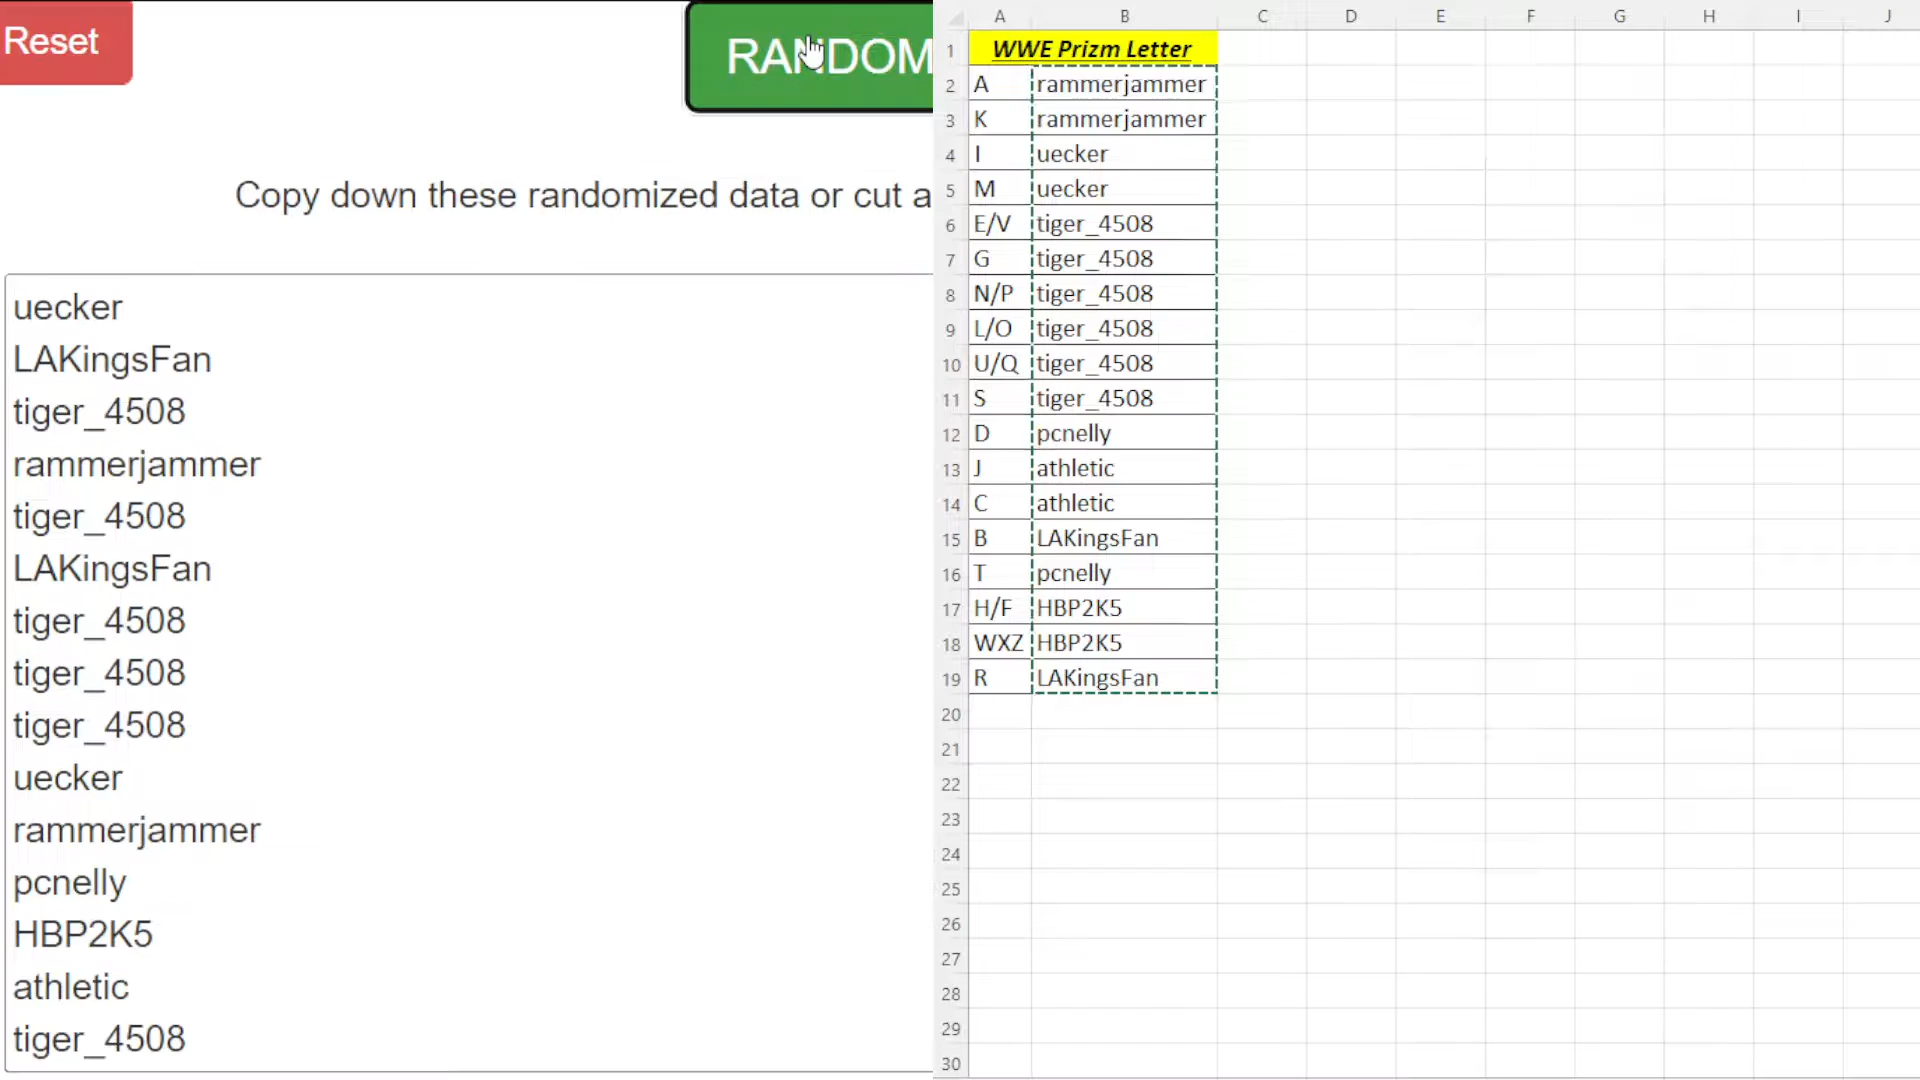 Reset
RANDOM
Copy down these randomized data or cut a
uecker
LAKingsFan
tiger_4508
rammerjammer
tiger_4508
LAKingsFan
tiger_4508
tiger_4508
tiger_4508
uecker
rammerjammer
pcnelly
HBP2K5
athletic
tiger_4508
A B C D E F G H I J
1 WWE Prizm Letter
2 A rammerjammer
3 K rammerjammer
4 I uecker
5 M uecker
6 E/V tiger_4508
7 G tiger_4508
8 N/P tiger_4508
9 L/O tiger_4508
10 U/Q tiger_4508
11 S tiger_4508
12 D pcnelly
13 J athletic
14 C athletic
15 B LAKingsFan
16 T pcnelly
17 H/F HBP2K5
18 WXZ HBP2K5
19 R LAKingsFan
20
21
22
23
24
25
26
27
28
29
30